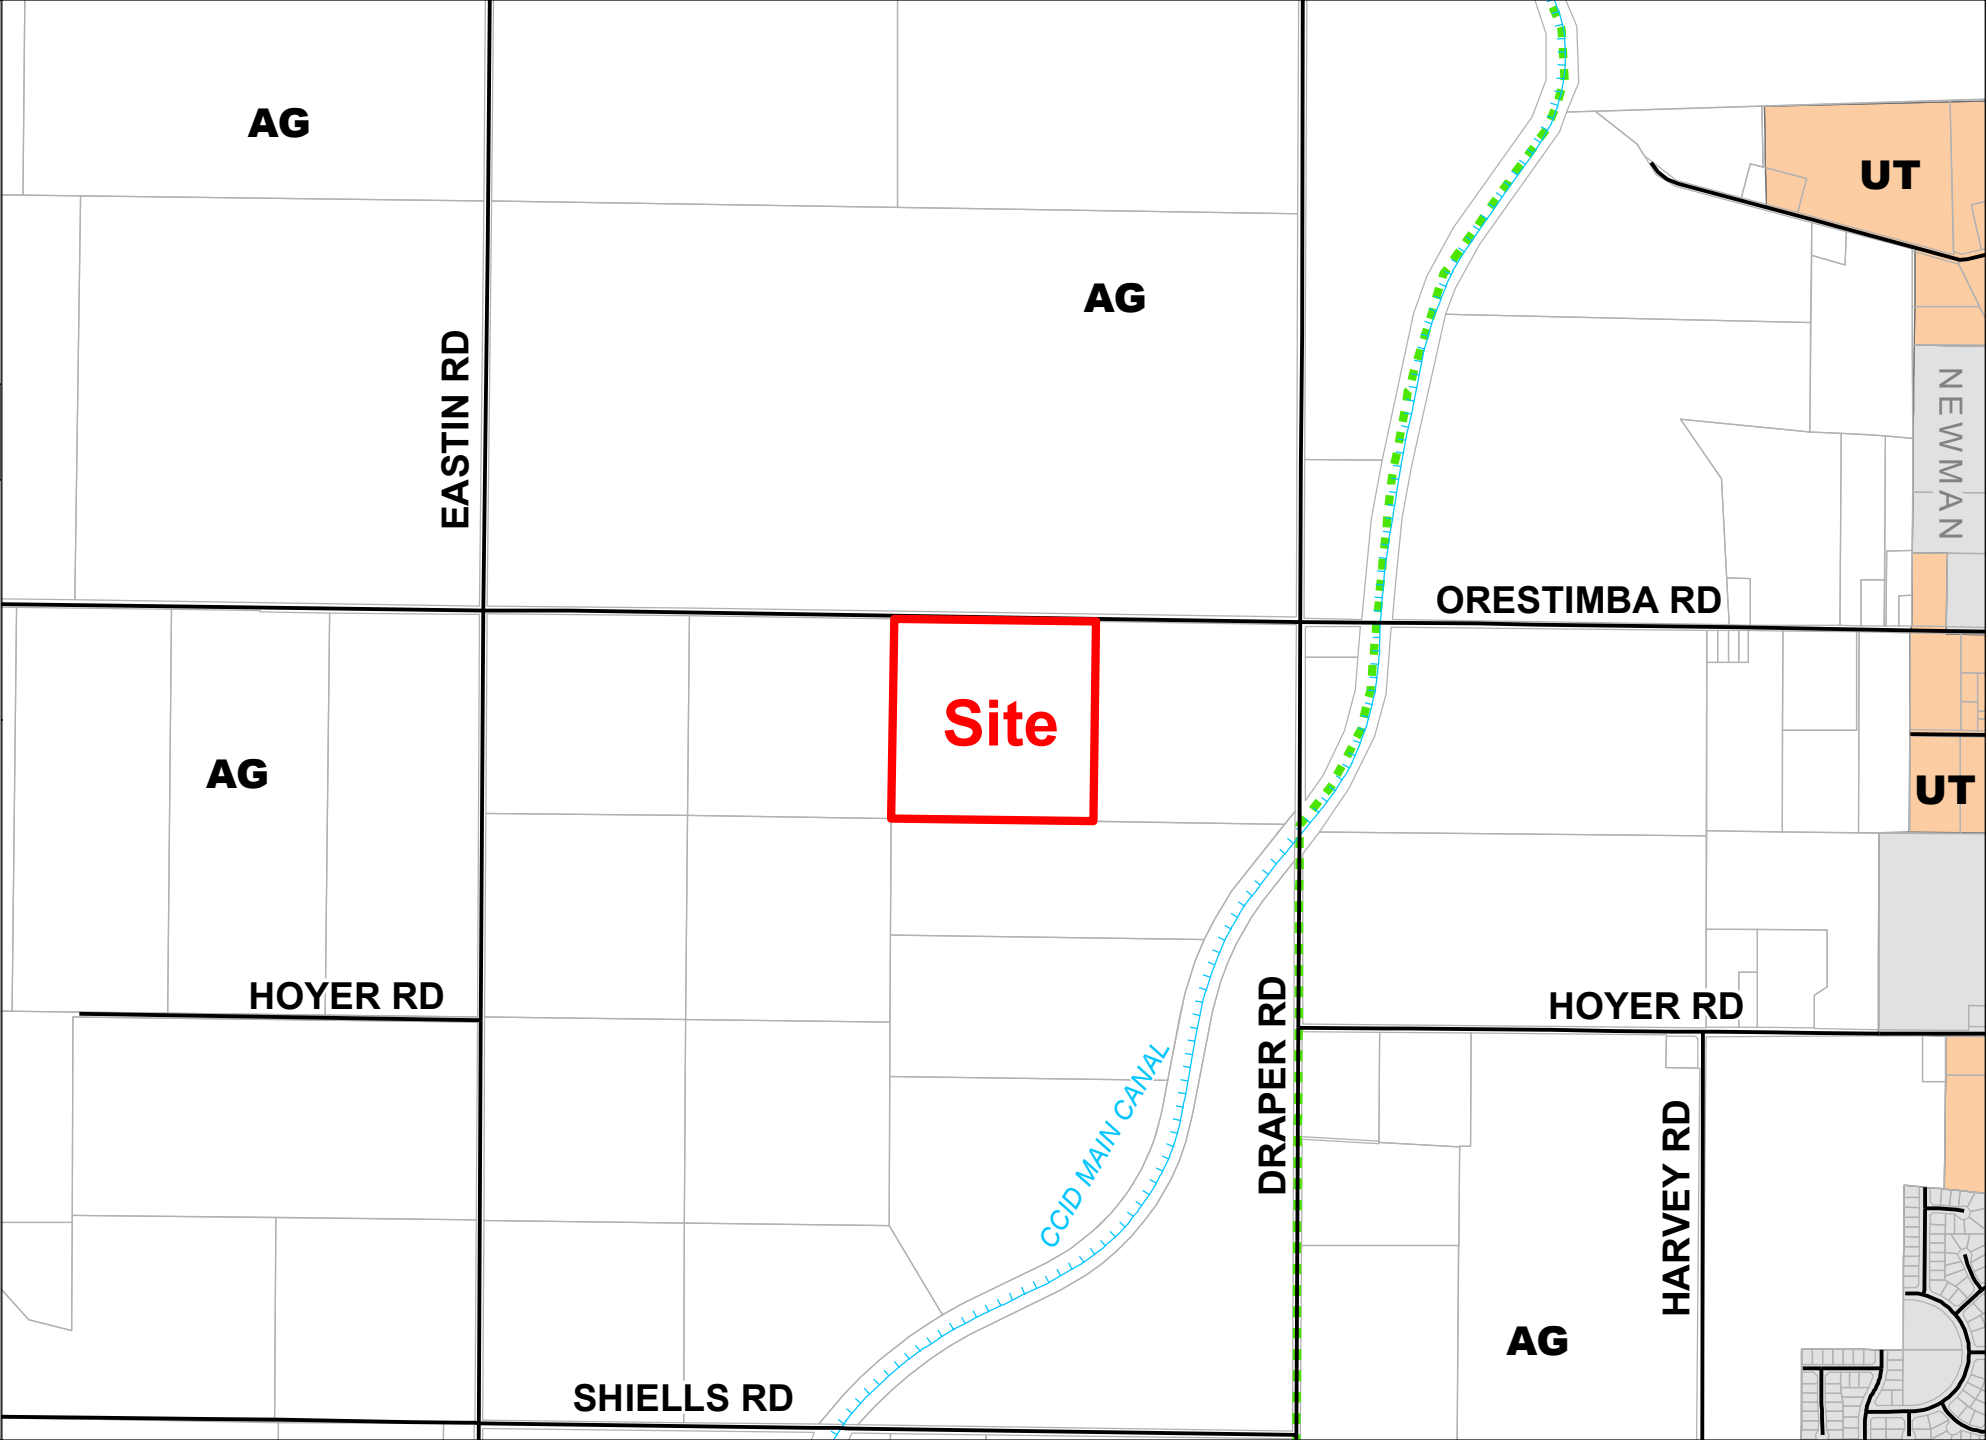 AG
UT
AG
EASTIN RD
NEWMAN
ORESTIMBA RD
Site
AG
UT
HOYER RD
HOYER RD
DRAPER RD
CCID MAIN CANAL
HARVEY RD
AG
SHIELLS RD